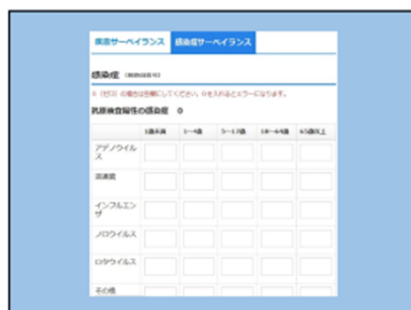 疾患サーベイランス 感染症サーベイランス
感染症
0 (ゼロ) の場合は空欄にしてください。0を入れるとエラーになります。
抗原検査陽性の感染症 0
1歳未満 1〜4歳 5〜17歳 18〜64歳 65歳以上
アデノウイル
ス
溶連菌
インフルエン
ザ
ノロウイルス
ロタウイルス
その他